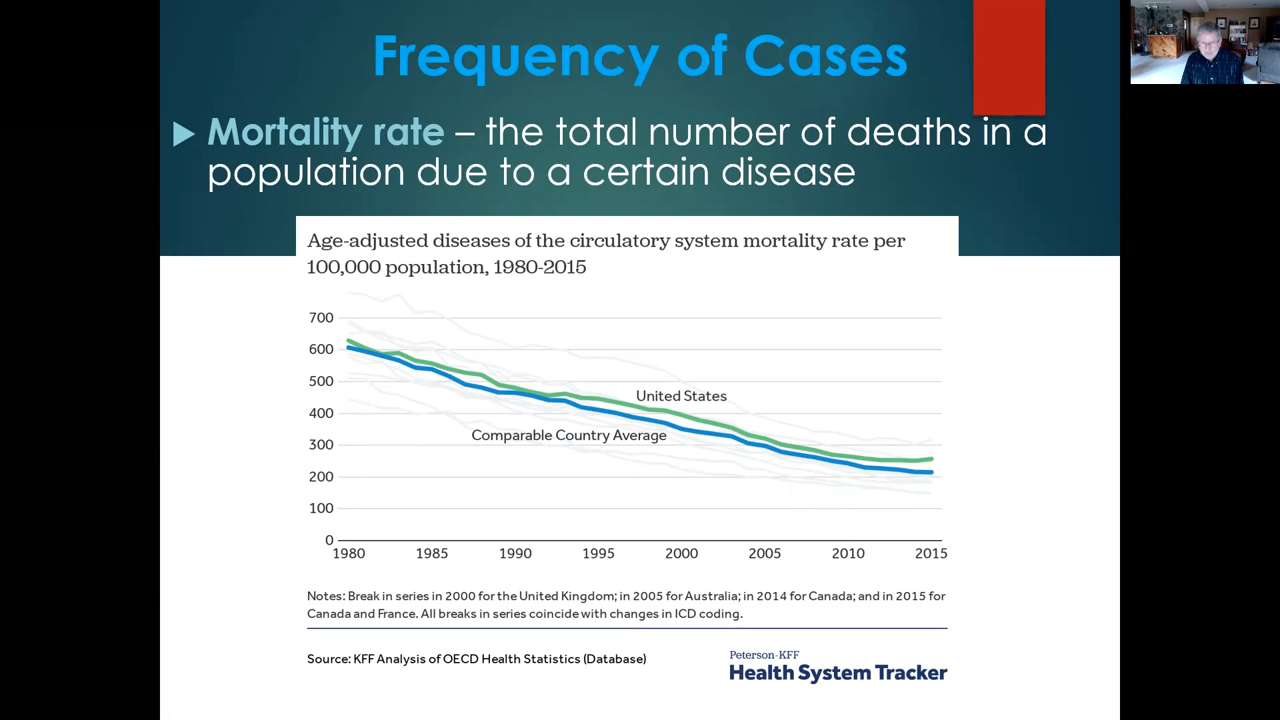 Frequency of Cases
Mortality rate – the total number of deaths in a
population due to a certain disease
Age-adjusted diseases of the circulatory system mortality rate per
100,000 population, 1980-2015
700
600
500
400
300
200
100
0
United States
Comparable Country Average
1980 1985 1990 1995 2000 2005 2010 2015
Notes: Break in series in 2000 for the United Kingdom; in 2005 for Australia; in 2014 for Canada; and in 2015 for
Canada and France. All breaks in series coincide with changes in ICD coding.
Source: KFF Analysis of OECD Health Statistics (Database)
Peterson-KFF
Health System Tracker